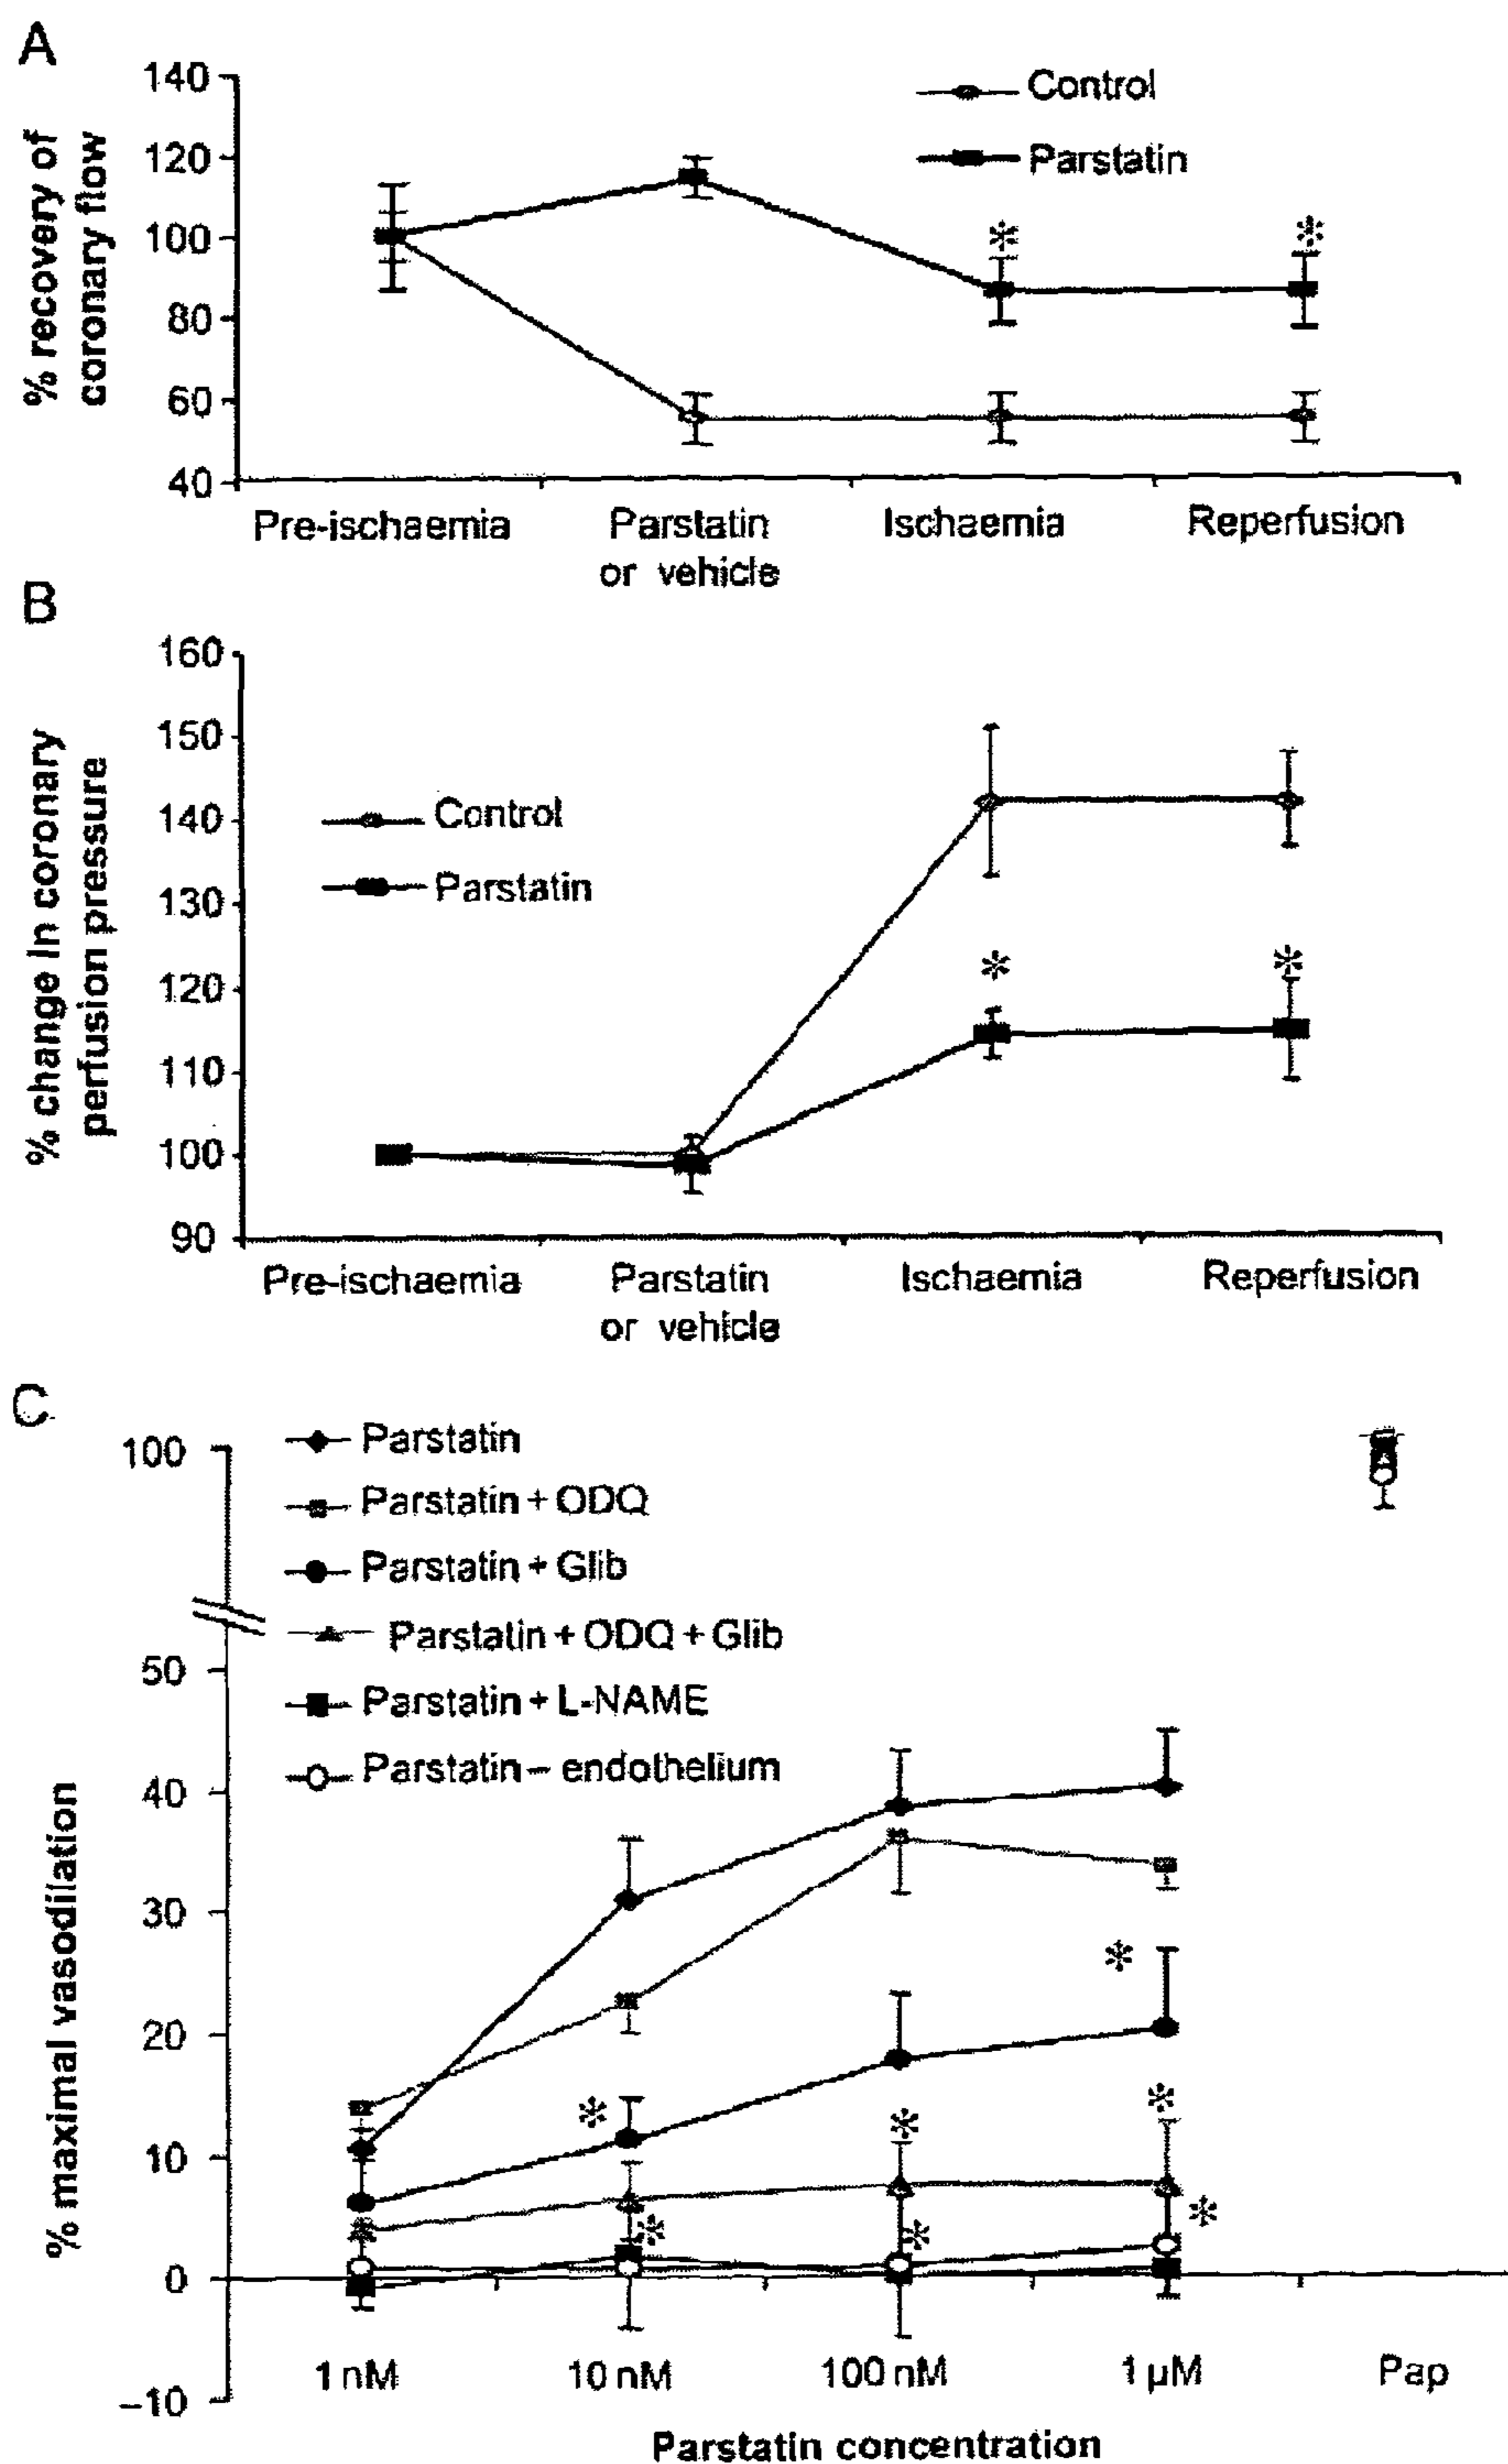 A
140
120
100
80
60
40
% recovery of
coronary flow
Control
Parstatin
*
*
Pre-ischaemia
Parstatin
or vehicle
Ischaemia
Reperfusion
B
160
150
140
130
120
110
100
90
% change in coronary
perfusion pressure
Control
Parstatin
*
*
Pre-ischaemia
Parstatin
or vehicle
Ischaemia
Reperfusion
C
100
50
40
30
20
10
0
–10
% maximal vasodilation
Parstatin
Parstatin + ODQ
Parstatin + Glib
Parstatin + ODQ + Glib
Parstatin + L-NAME
Parstatin – endothelium
*
*
*
*
*
*
*
1 nM
10 nM
100 nM
1 µM
Pap
Parstatin concentration